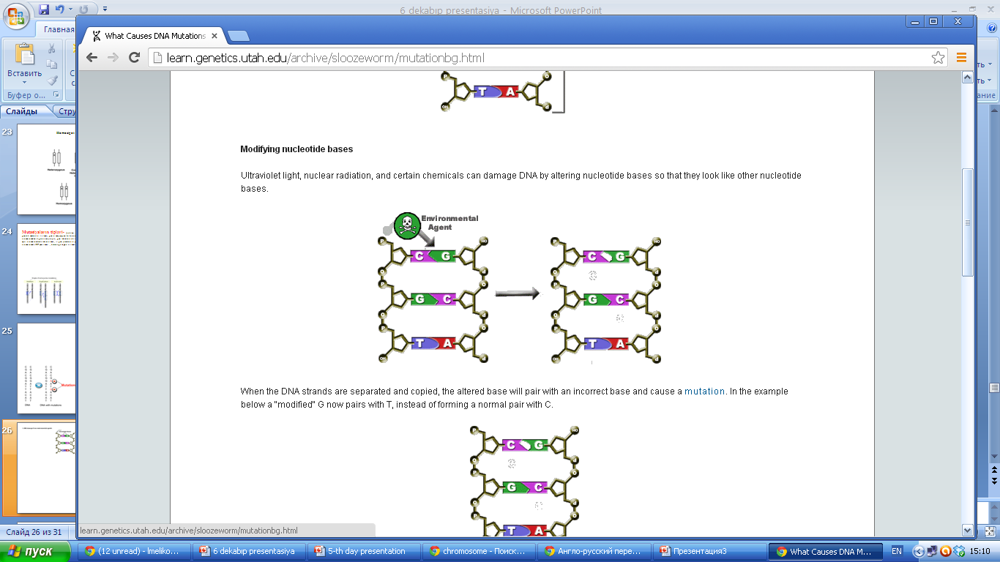 6 dekabıp presentasiya - Microsoft PowerPoint
Главная
What Causes DNA Mutations
learn.genetics.utah.edu/archive/sloozeworm/mutationbg.html
Вставить
Буфер о...
Слайды
Стру
23
24
25
26
T A
OH
P
Modifying nucleotide bases
Ultraviolet light, nuclear radiation, and certain chemicals can damage DNA by altering nucleotide bases so that they look like other nucleotide
bases.
Environmental
Agent
P HO P HO
C G C G
G C G C
T A T A
OH P OH P
When the DNA strands are separated and copied, the altered base will pair with an incorrect base and cause a mutation. In the example
below a "modified" G now pairs with T, instead of forming a normal pair with C.
P HO
C G
G C
T A
learn.genetics.utah.edu/archive/sloozeworm/mutationbg.html
Слайд 26 из 31
пуск
(12 unread) - lmeliko...
6 dekabıp presentasiya
5-th day presentation
chromosome - Поиск...
Англо-русский пере...
Презентация3
What Causes DNA M...
EN
15:10